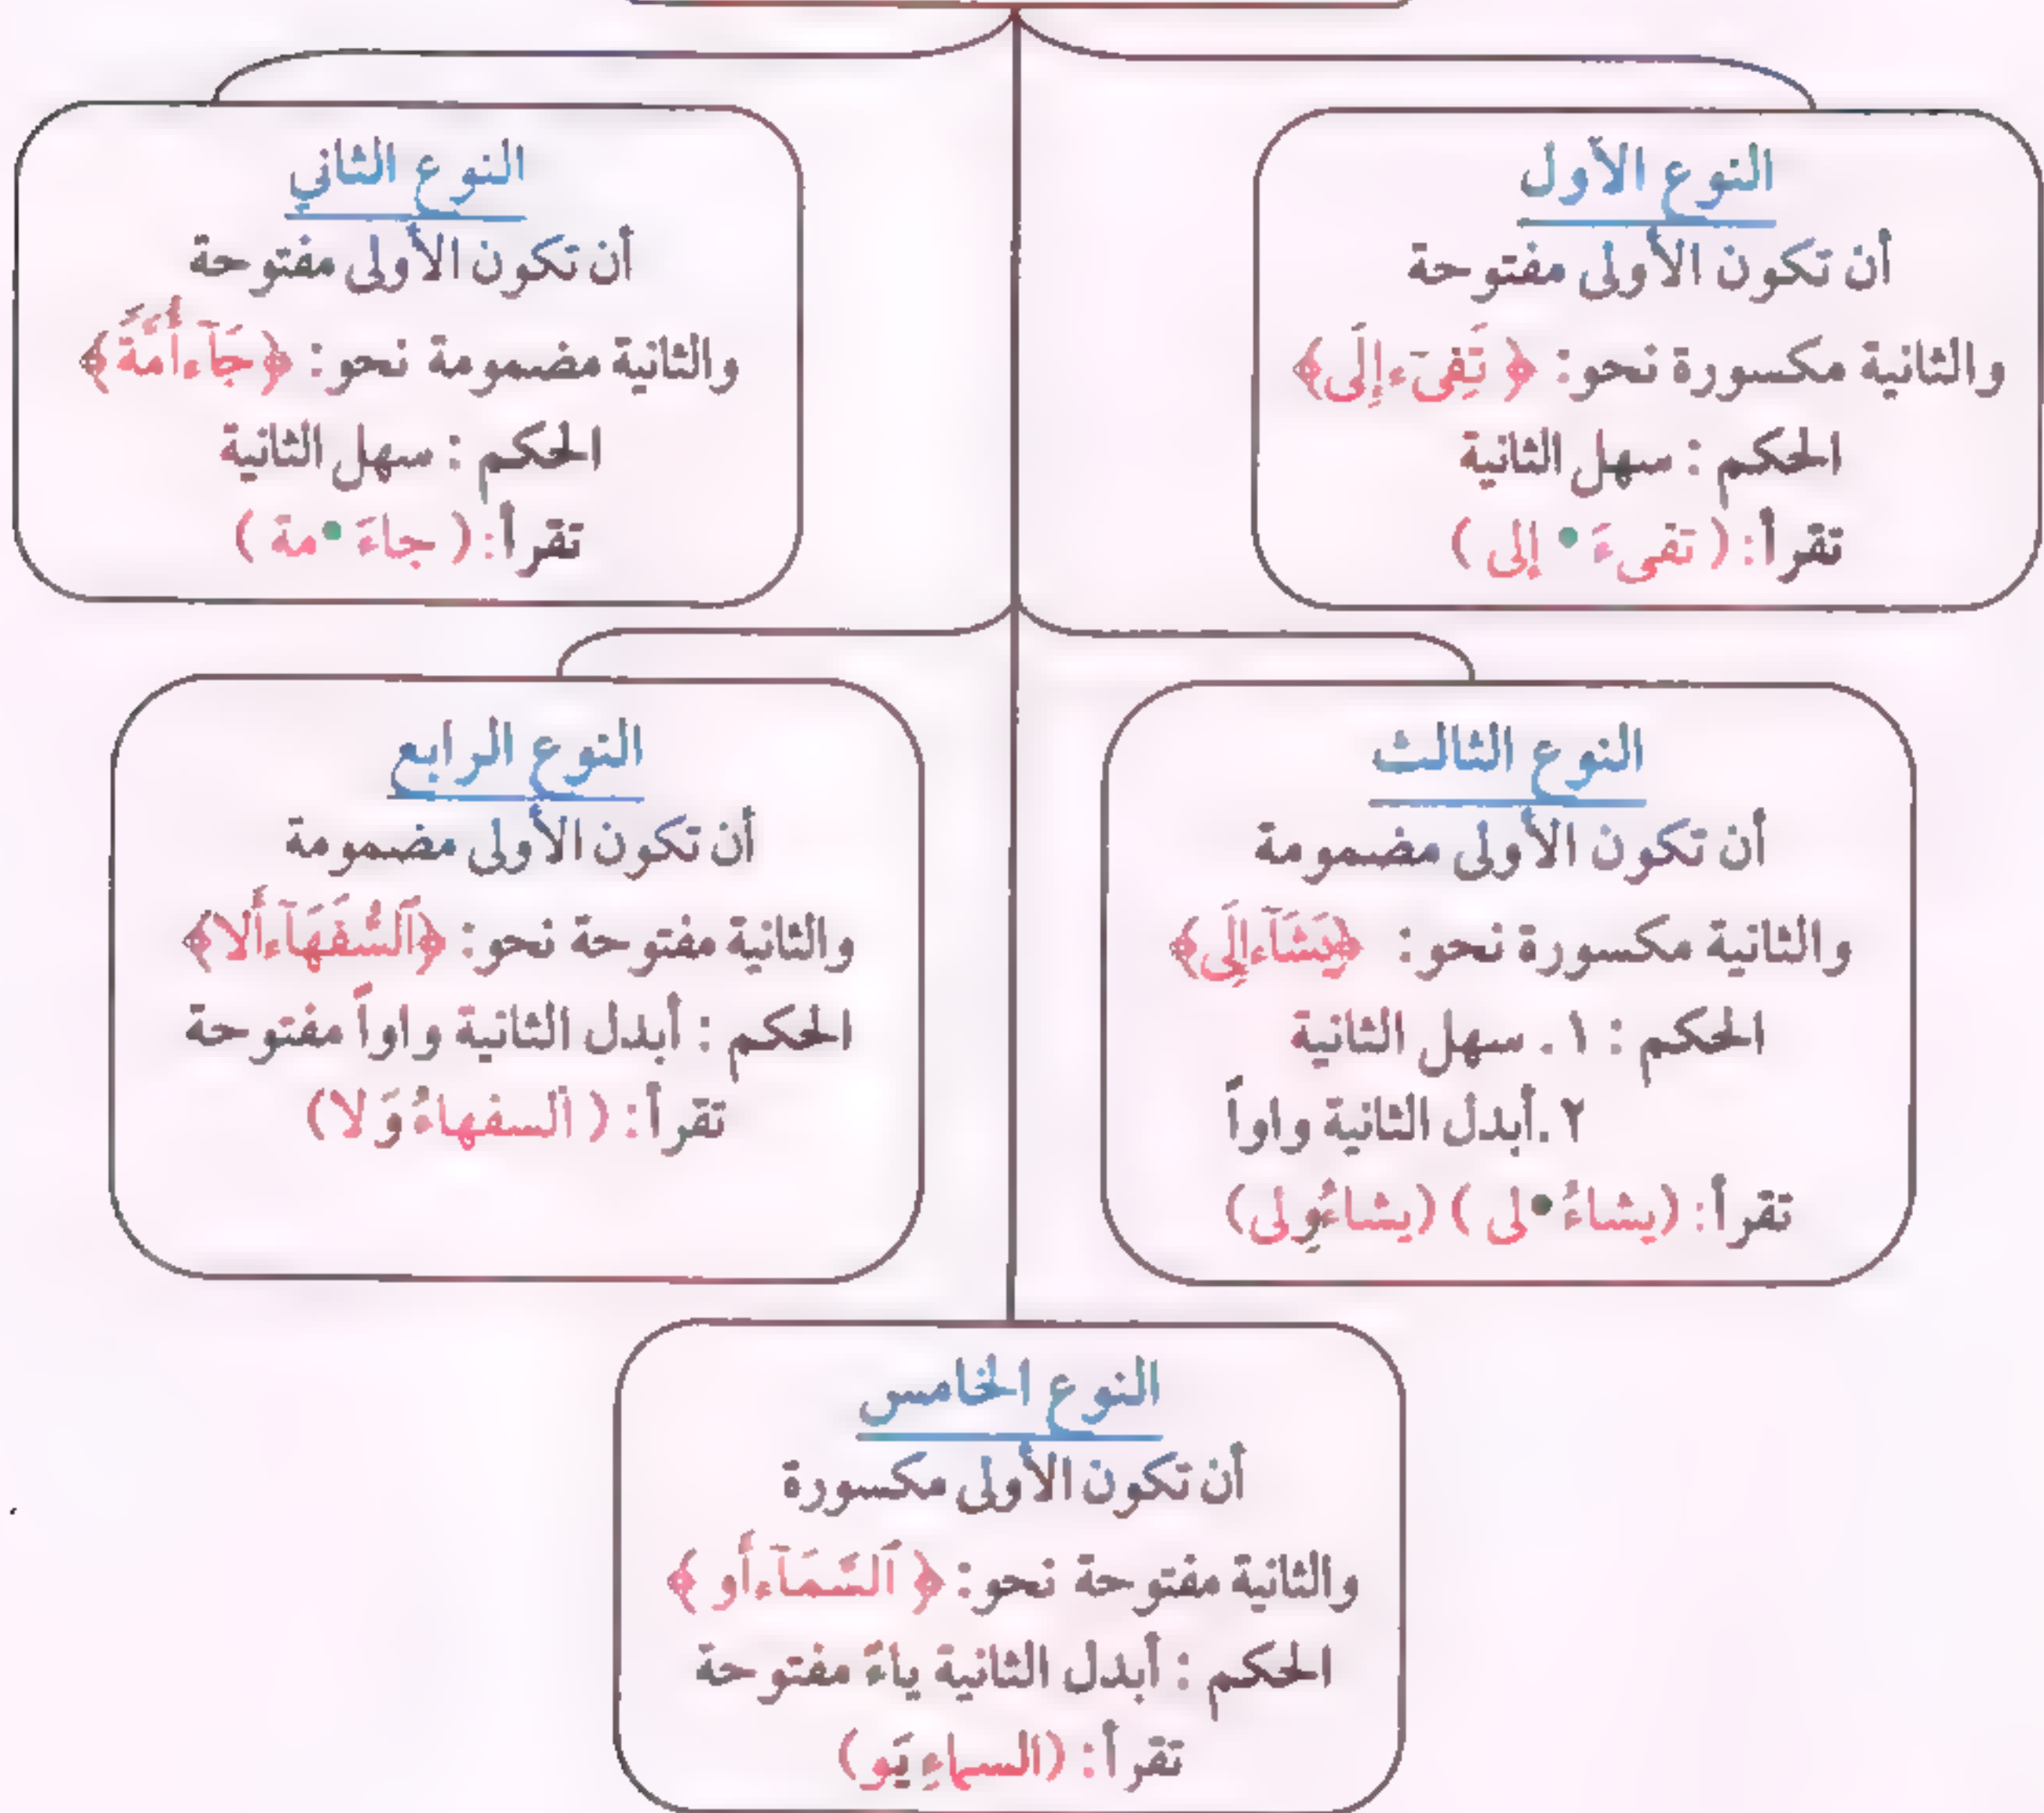 النوع الأول
أن تكون الأولى مفتوحة
والثانية مكسورة نحو: ﴿تَفِىٓءَ إِلَىٰ﴾
الحكم : سهل الثانية
تقرأ: ( تفىءَ • إلى )
النوع الثاني
أن تكون الأولى مفتوحة
والثانية مضمومة نحو: ﴿جَآءَ أُمَّةً﴾
الحكم : سهل الثانية
تقرأ: ( جاءَ • مة )
النوع الثالث
أن تكون الأولى مضمومة
والثانية مكسورة نحو: ﴿يَشَآءُ إِلَىٰ﴾
الحكم : ١. سهل الثانية
٢.أبدل الثانية واواً
تقرأ: (يشاءُ • لى ) (يشاءُوِلى)
النوع الرابع
أن تكون الأولى مضمومة
والثانية مفتوحة نحو: ﴿ٱلسُّفَهَآءُ أَلَا﴾
الحكم : أبدل الثانية واواً مفتوحة
تقرأ: ( ٱلسفهاءُ وَلا)
النوع الخامس
أن تكون الأولى مكسورة
والثانية مفتوحة نحو: ﴿ٱلسَّمَآءِ أَو﴾
الحكم : أبدل الثانية ياءً مفتوحة
تقرأ: (السماءِ يَو)